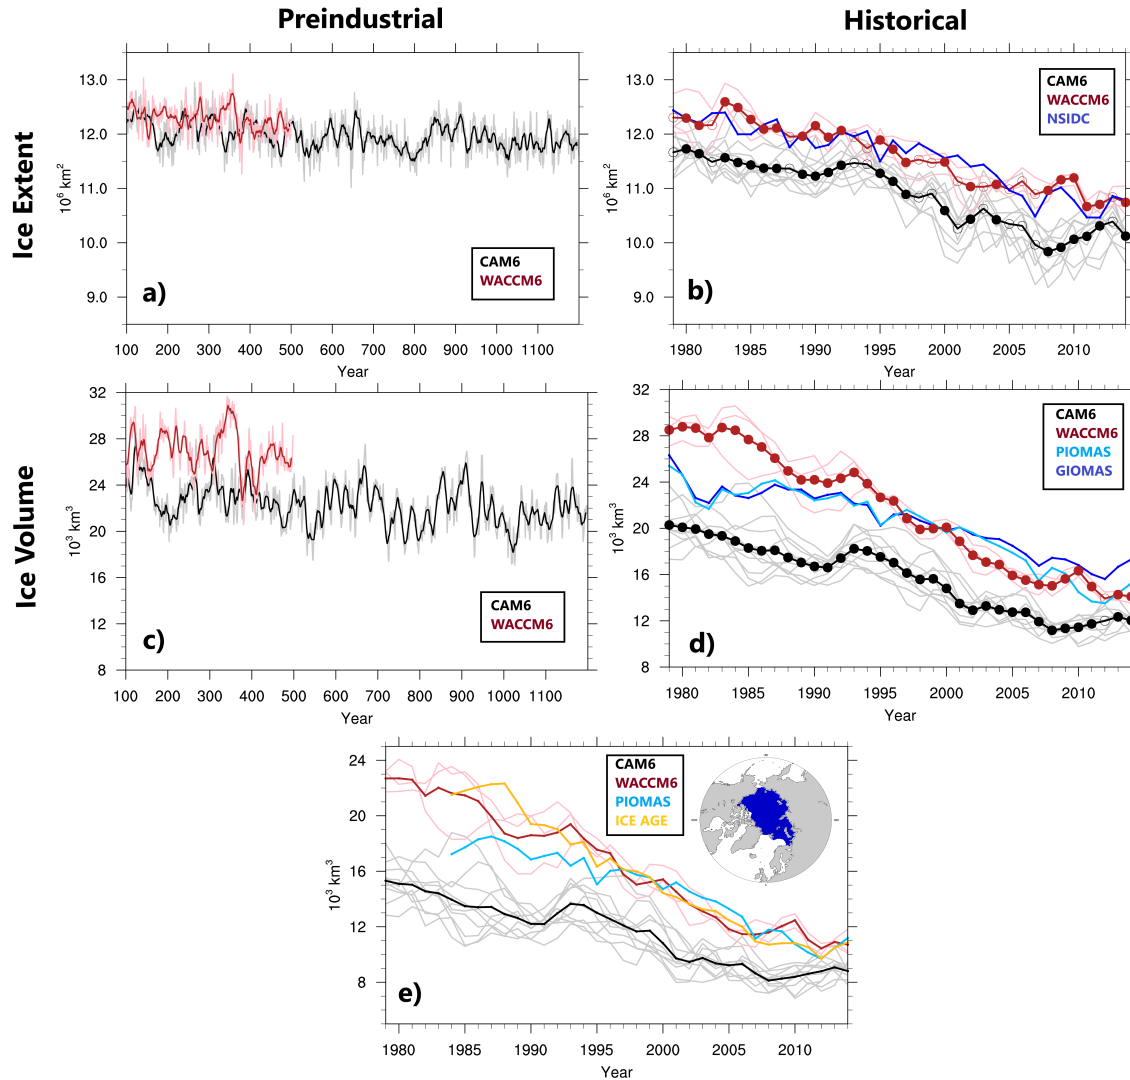 Preindustrial
Historical
Ice Extent
10⁶ km²
13.0
12.0
11.0
10.0
9.0
CAM6
WACCM6
a)
100 200 300 400 500 600 700 800 900 1000 1100
Year
10⁶ km²
13.0
12.0
11.0
10.0
9.0
CAM6
WACCM6
NSIDC
b)
1980 1985 1990 1995 2000 2005 2010
Year
Ice Volume
10³ km³
32
28
24
20
16
12
8
CAM6
WACCM6
c)
100 200 300 400 500 600 700 800 900 1000 1100
Year
10³ km³
32
28
24
20
16
12
8
CAM6
WACCM6
PIOMAS
GIOMAS
d)
1980 1985 1990 1995 2000 2005 2010
Year
10³ km³
24
20
16
12
8
CAM6
WACCM6
PIOMAS
ICE AGE
e)
1980 1985 1990 1995 2000 2005 2010
Year